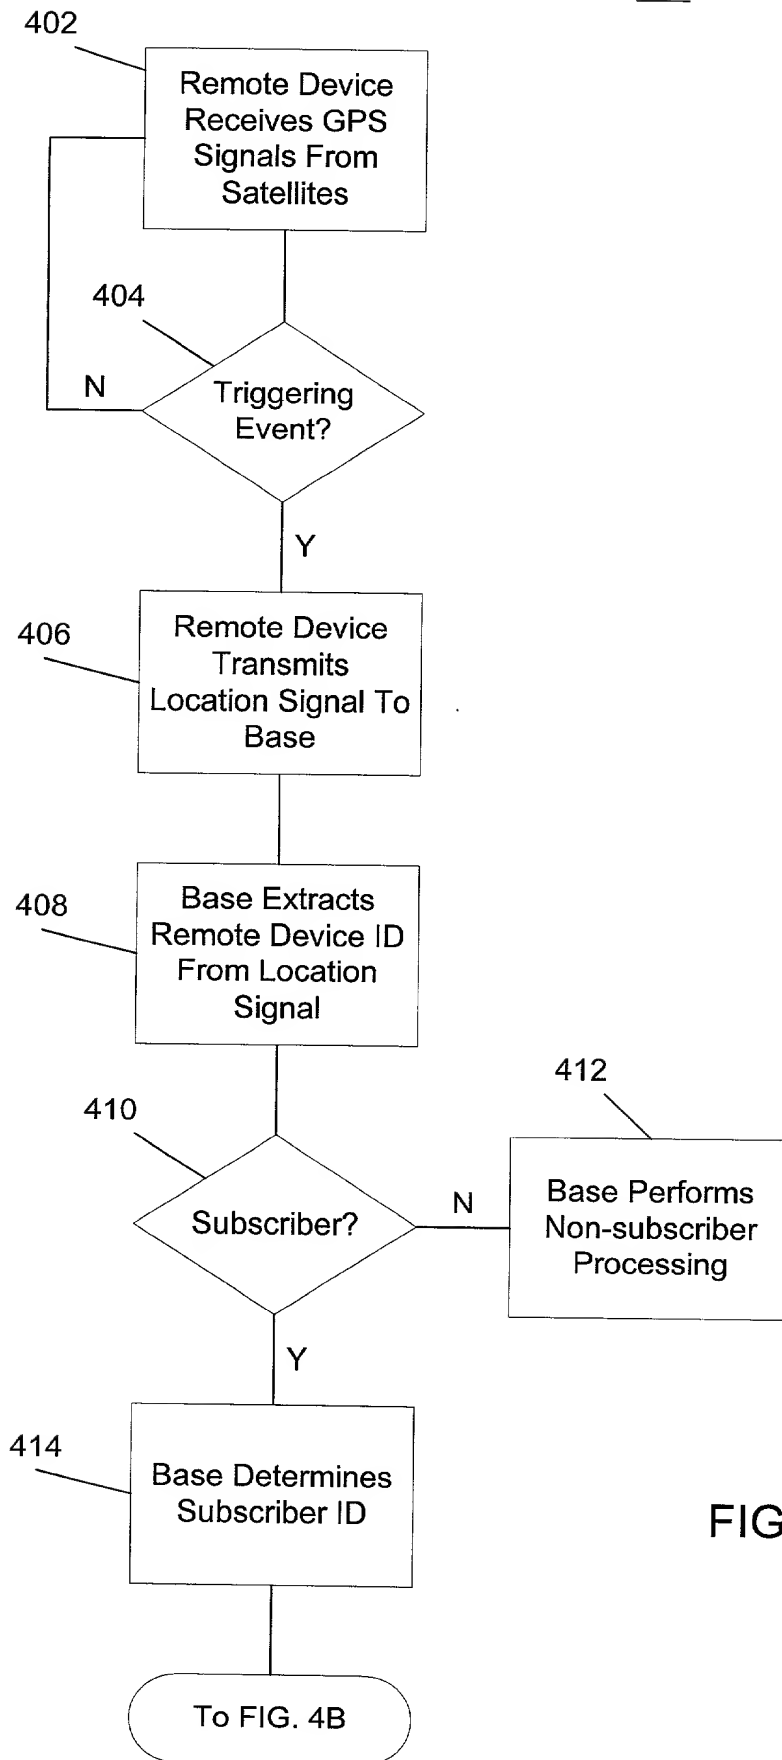 402
Remote Device
Receives GPS
Signals From
Satellites
404
Triggering
Event?
N
Y
406
Remote Device
Transmits
Location Signal To
Base
408
Base Extracts
Remote Device ID
From Location
Signal
410
Subscriber?
N
412
Base Performs
Non-subscriber
Processing
Y
414
Base Determines
Subscriber ID
FIG
To FIG. 4B